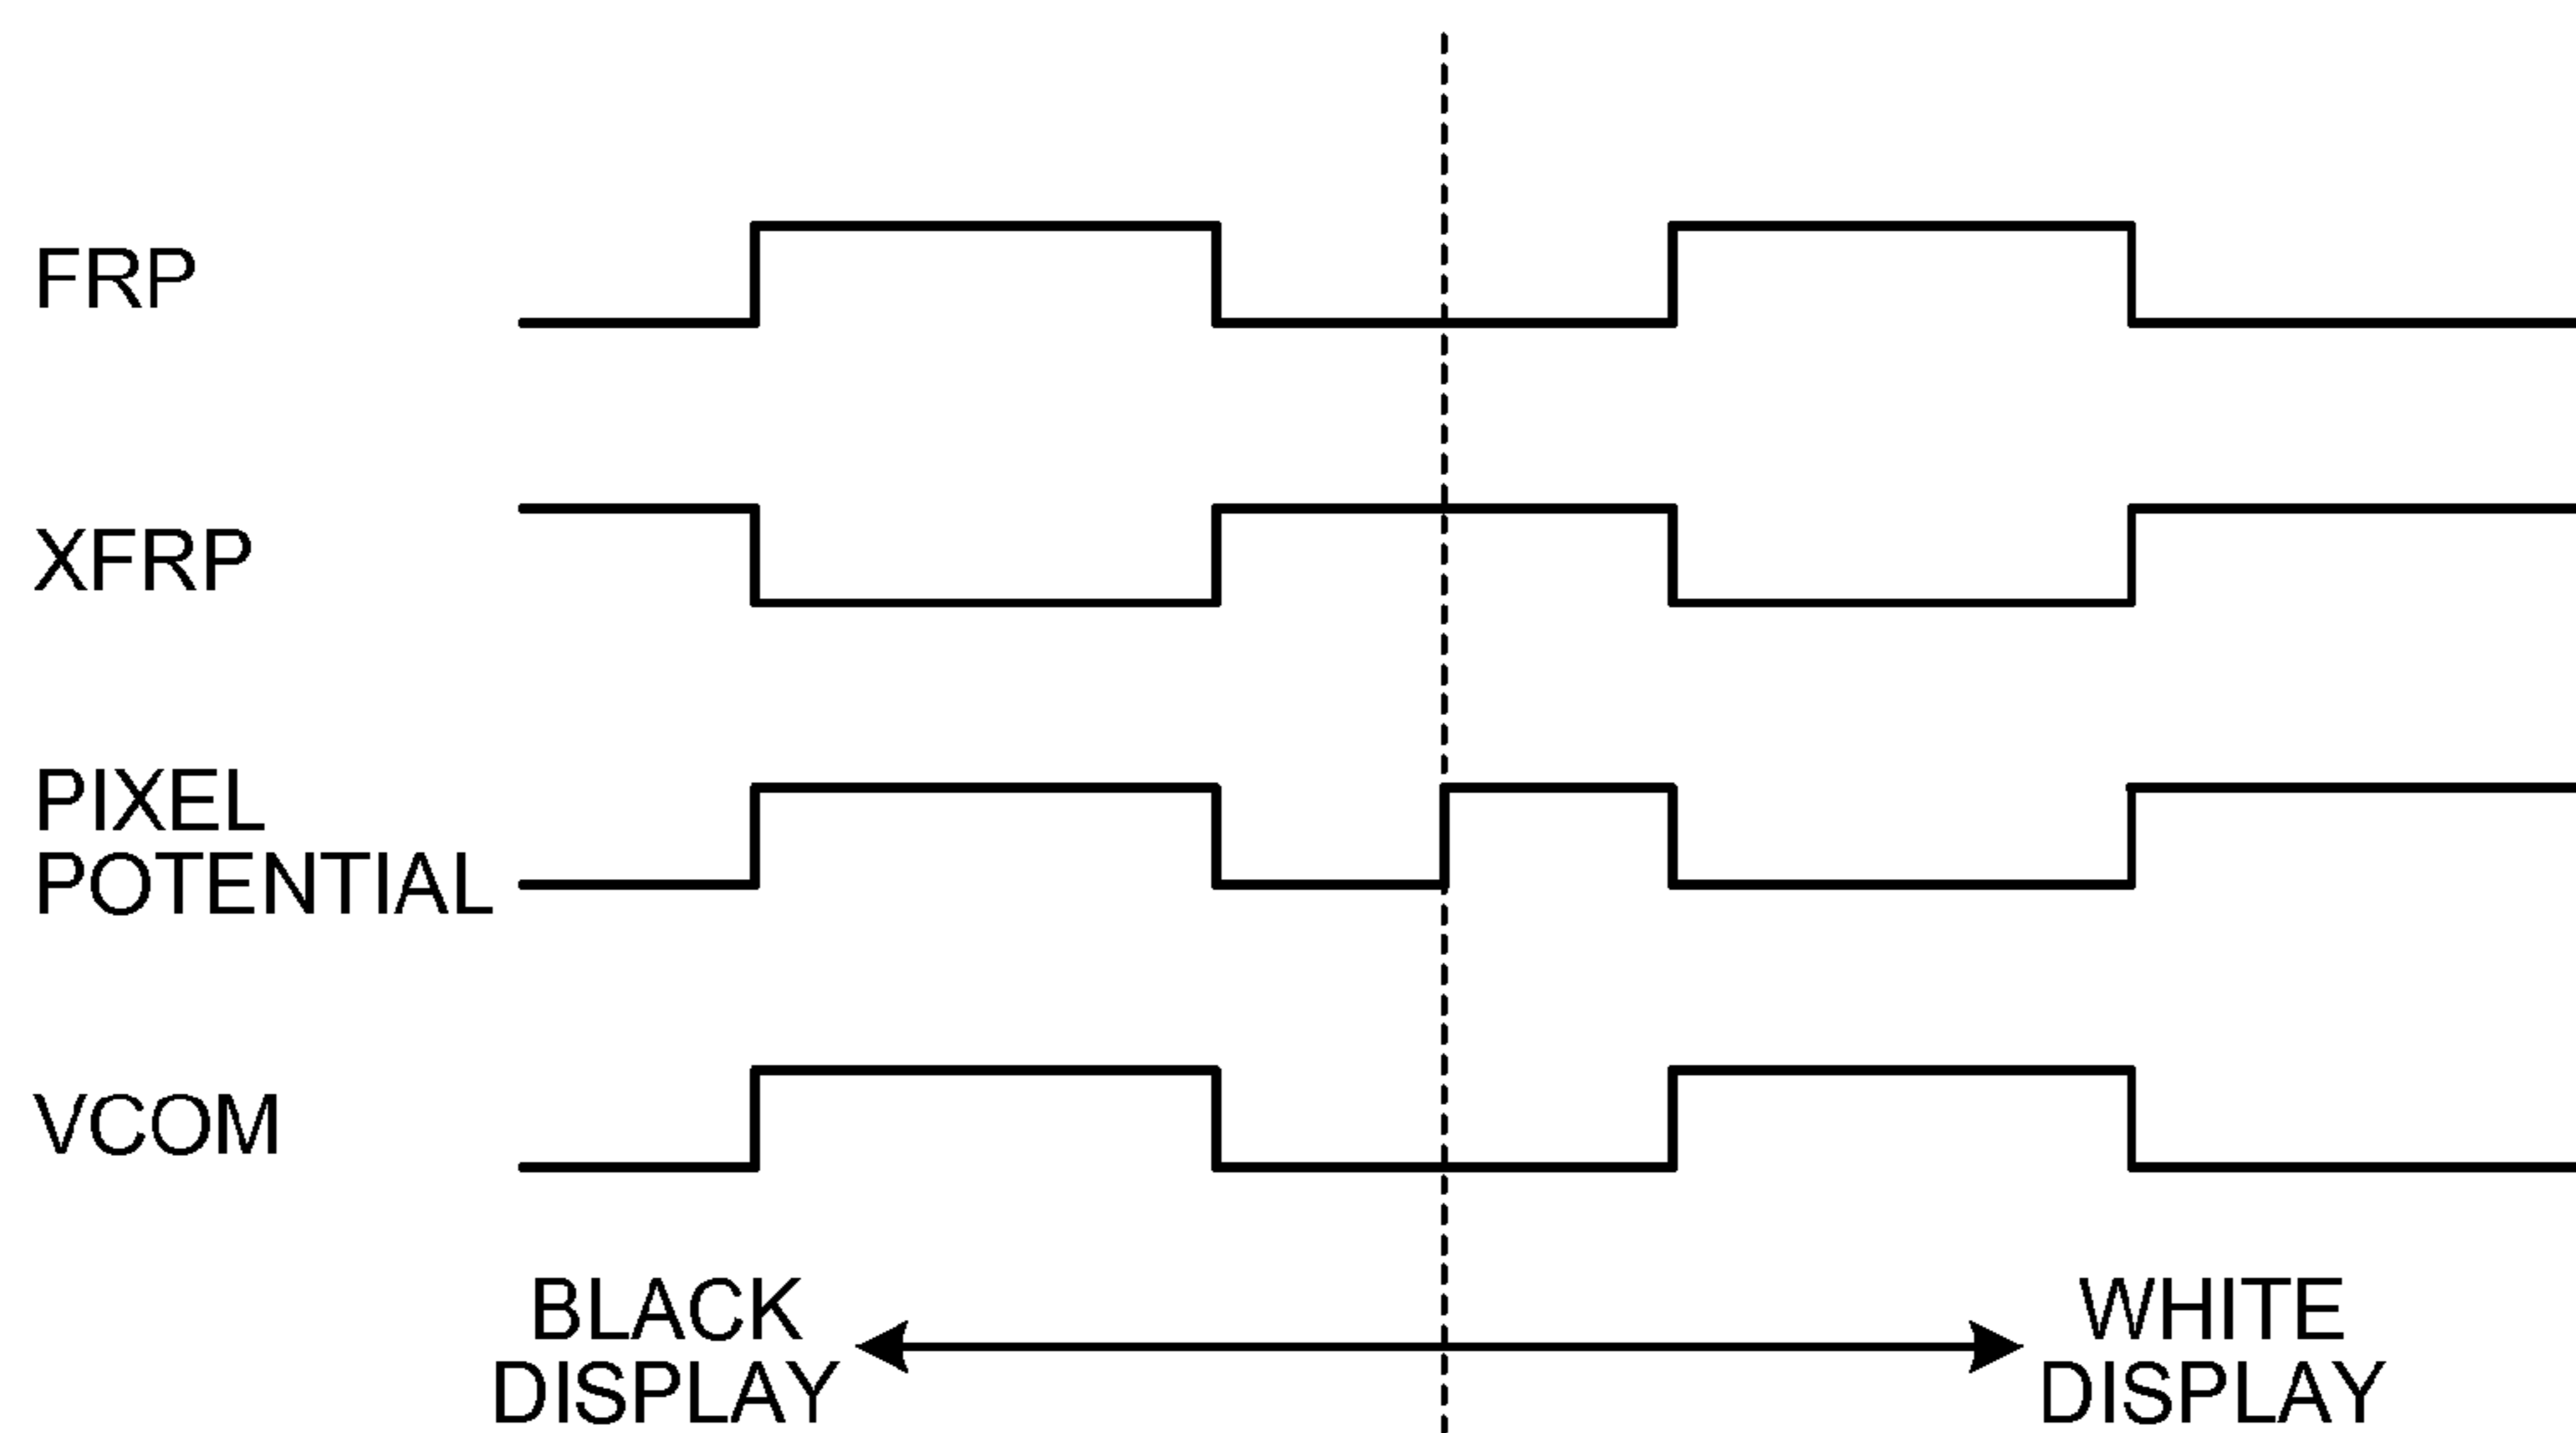 FRP
XFRP
PIXEL
POTENTIAL
VCOM
BLACK
DISPLAY
WHITE
DISPLAY